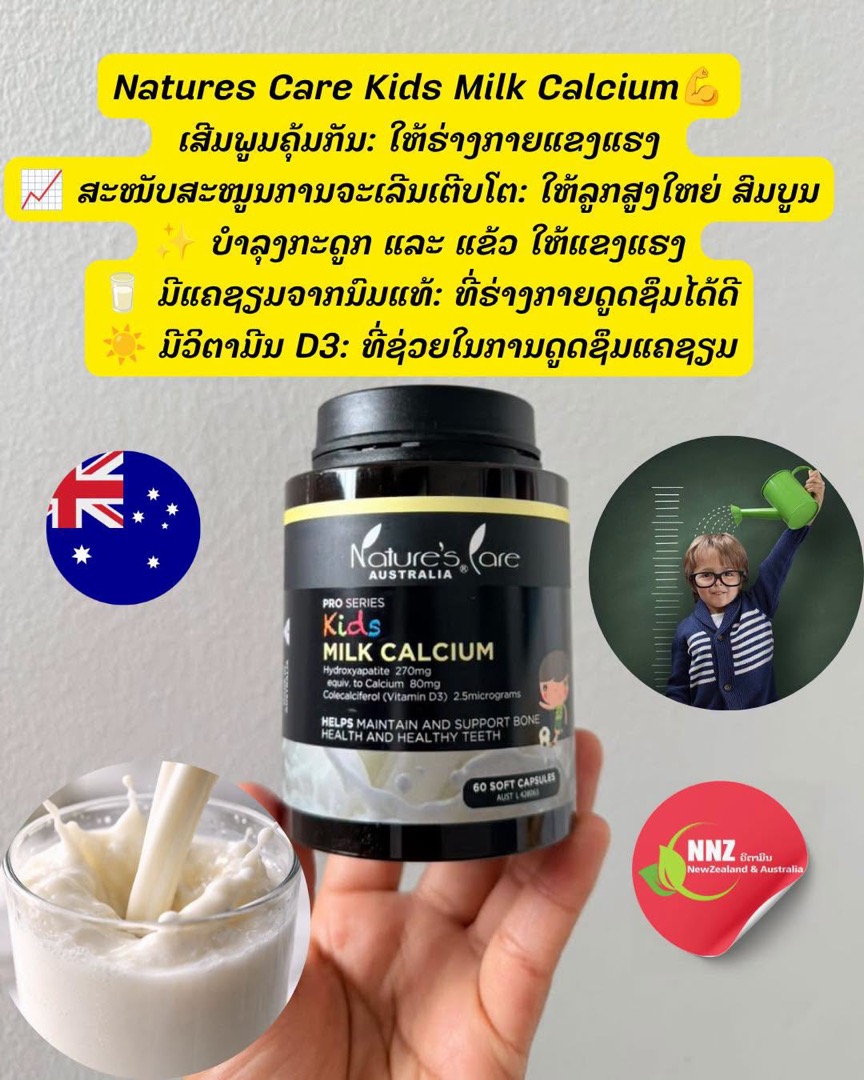 Natures Care Kids Milk Calcium💪
ເສີມພູມຄຸ້ມກັນ: ໃຫ້ຮ່າງກາຍແຂງແຮງ
📈 ສະໜັບສະໜູນການຈະເລີນເຕີບໂຕ: ໃຫ້ລູກສູງໃຫຍ່ ສົມບູນ
✨ ບຳລຸງກະດູກ ແລະ ແຂ້ວ ໃຫ້ແຂງແຮງ
🥛 ມີແຄຊຽມຈາກນົມແທ້: ທີ່ຮ່າງກາຍດູດຊຶມໄດ້ດີ
☀️ ມີວິຕາມີນ D3: ທີ່ຊ່ວຍໃນການດູດຊຶມແຄຊຽມ
Nature's Care®
AUSTRALIA
PRO SERIES
Kids
MILK CALCIUM
Hydroxyapatite 270mg
equiv. to Calcium 80mg
Colecalciferol (Vitamin D3) 2.5micrograms
HELPS MAINTAIN AND SUPPORT BONE
HEALTH AND HEALTHY TEETH
60 SOFT CAPSULES
NNZ ວິຕາມິນ
NewZealand & Australia